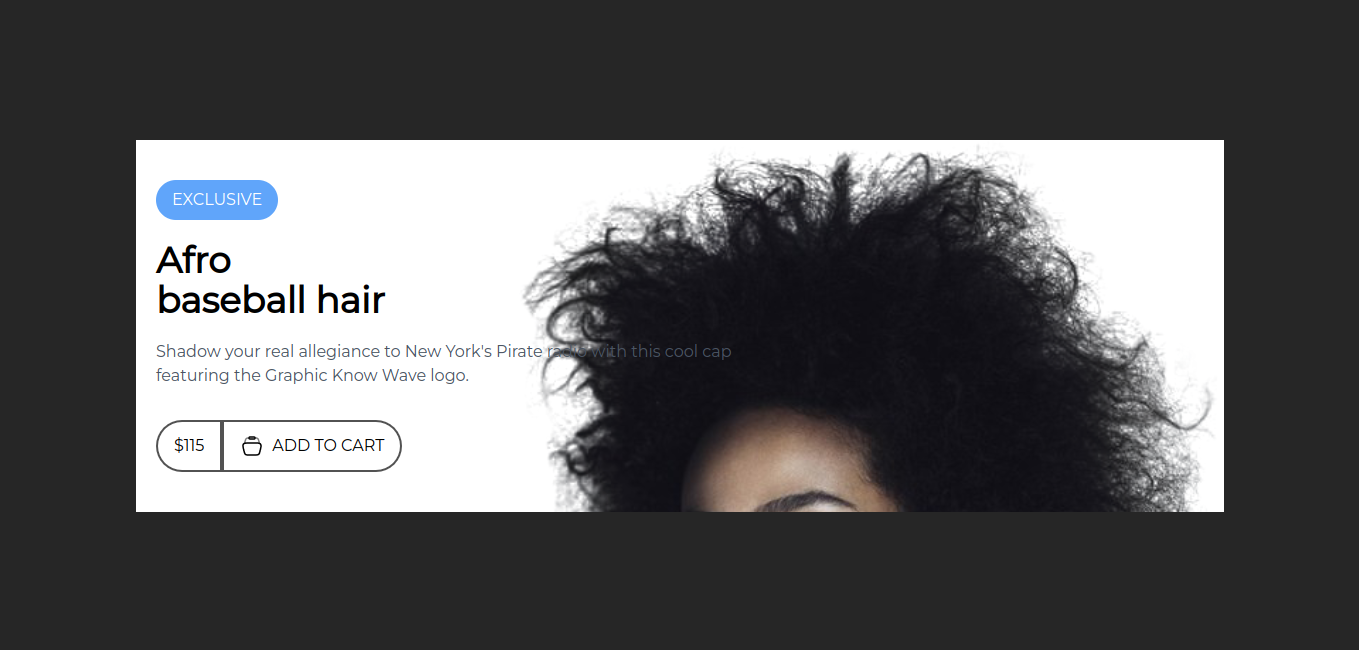 EXCLUSIVE
Afro
baseball hair
Shadow your real allegiance to New York's Pirate radio with this cool cap
featuring the Graphic Know Wave logo.
$115 ADD TO CART